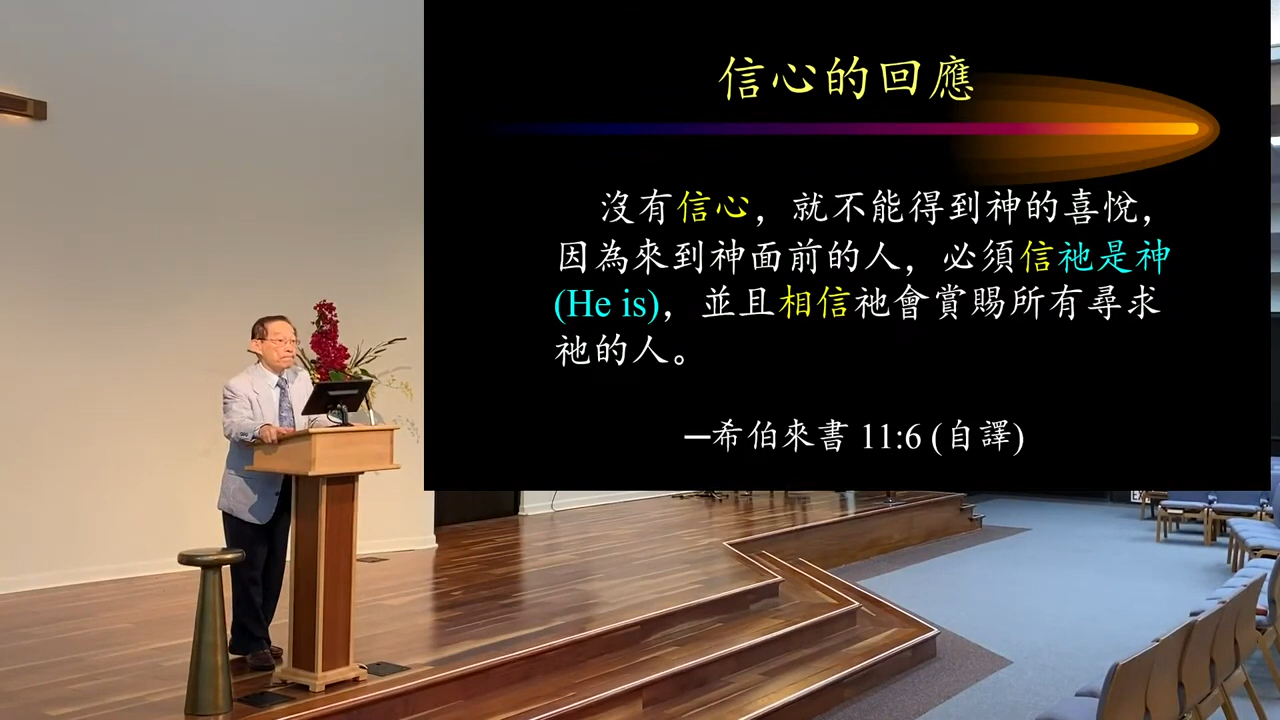 信心的回應
沒有信心，就不能得到神的喜悅，
因為來到神面前的人，必須信祂是神
(He is)，並且相信祂會賞賜所有尋求
祂的人。
─希伯來書 11:6 (自譯)